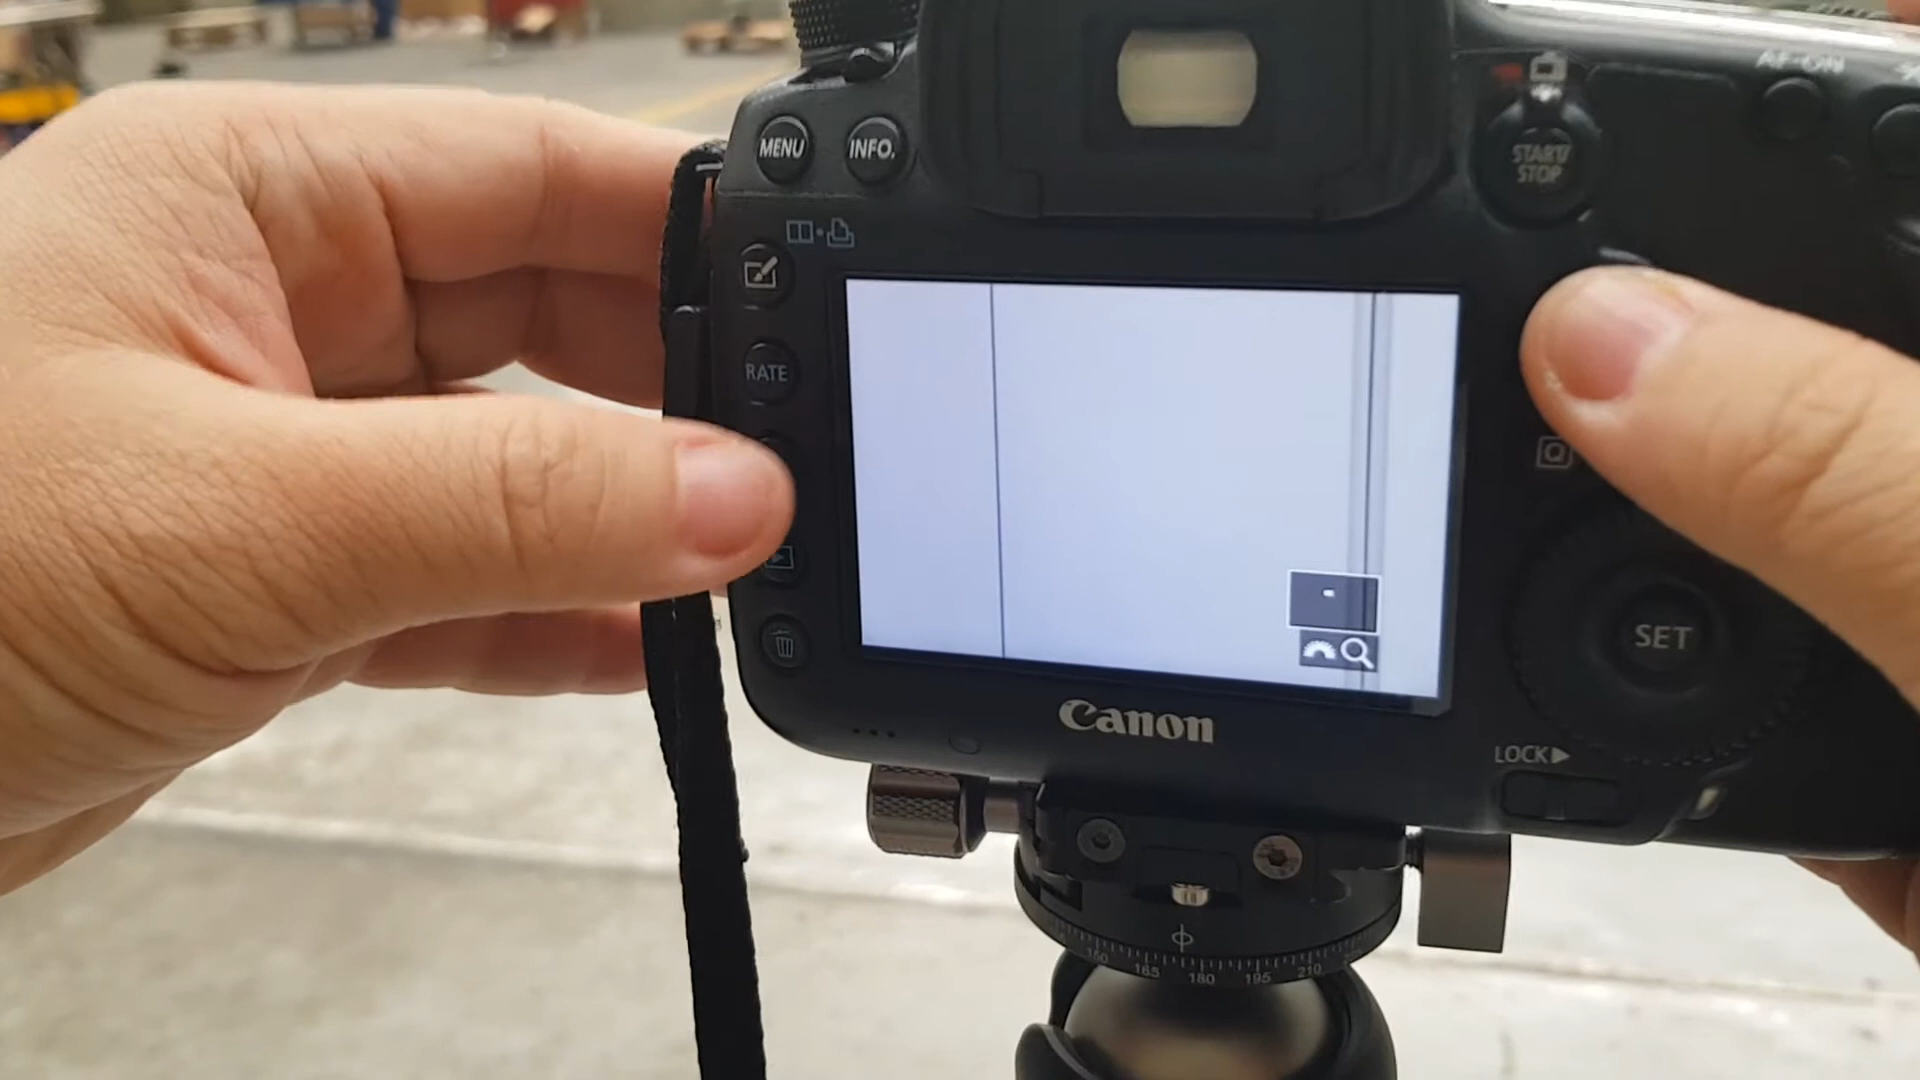 AF-ON
MENU
INFO.
START/
STOP
RATE
Q
SET
Canon
LOCK
150 165 180 195 210